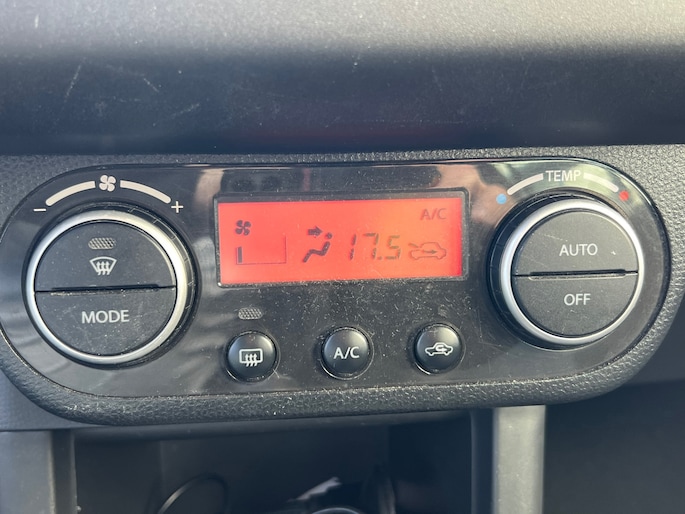 - +
TEMP
A/C
17.5
MODE
AUTO
OFF
A/C